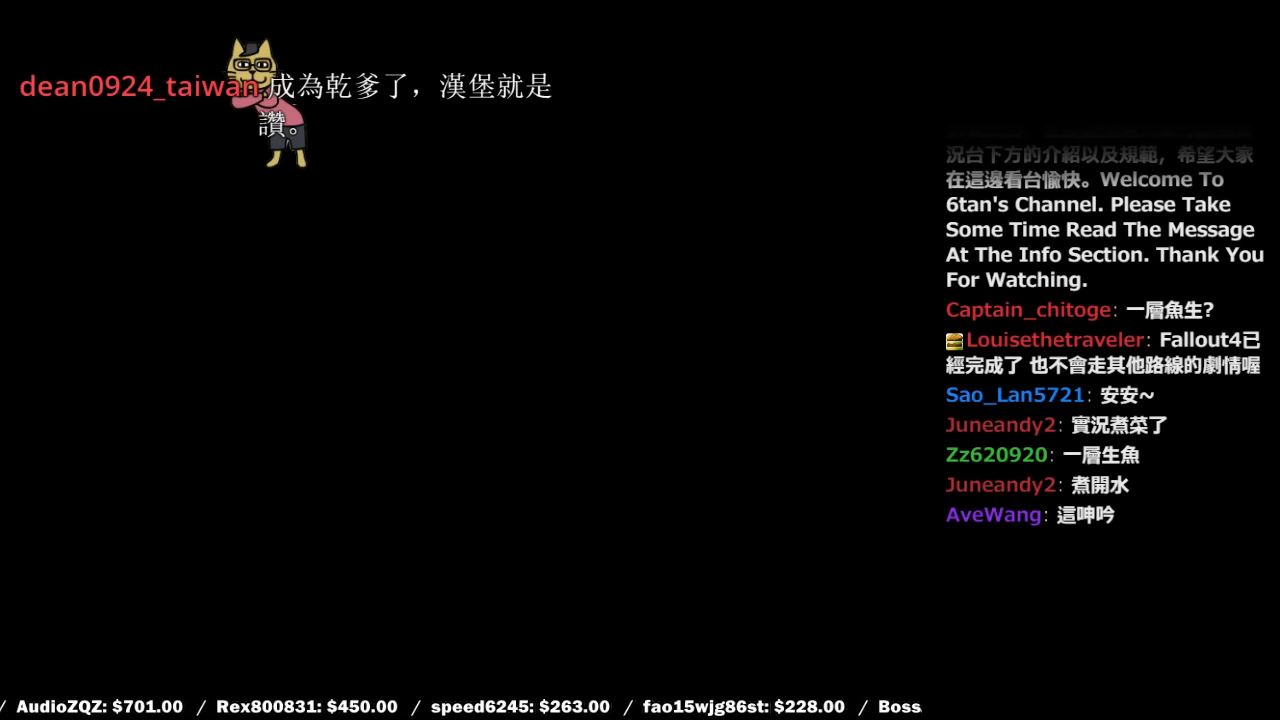 dean0924_taiwan 成為乾爹了，漢堡就是
讚。
況台下方的介紹以及規範，希望大家
在這邊看台愉快。Welcome To
6tan's Channel. Please Take
Some Time Read The Message
At The Info Section. Thank You
For Watching.
Captain_chitoge: 一層魚生?
Louisethetraveler: Fallout4已
經完成了 也不會走其他路線的劇情喔
Sao_Lan5721: 安安~
Juneandy2: 實況煮菜了
Zz620920: 一層生魚
Juneandy2: 煮開水
AveWang: 這呻吟
/ AudioZQZ: $701.00 / Rex800831: $450.00 / speed6245: $263.00 / fao15wjg86st: $228.00 / Boss